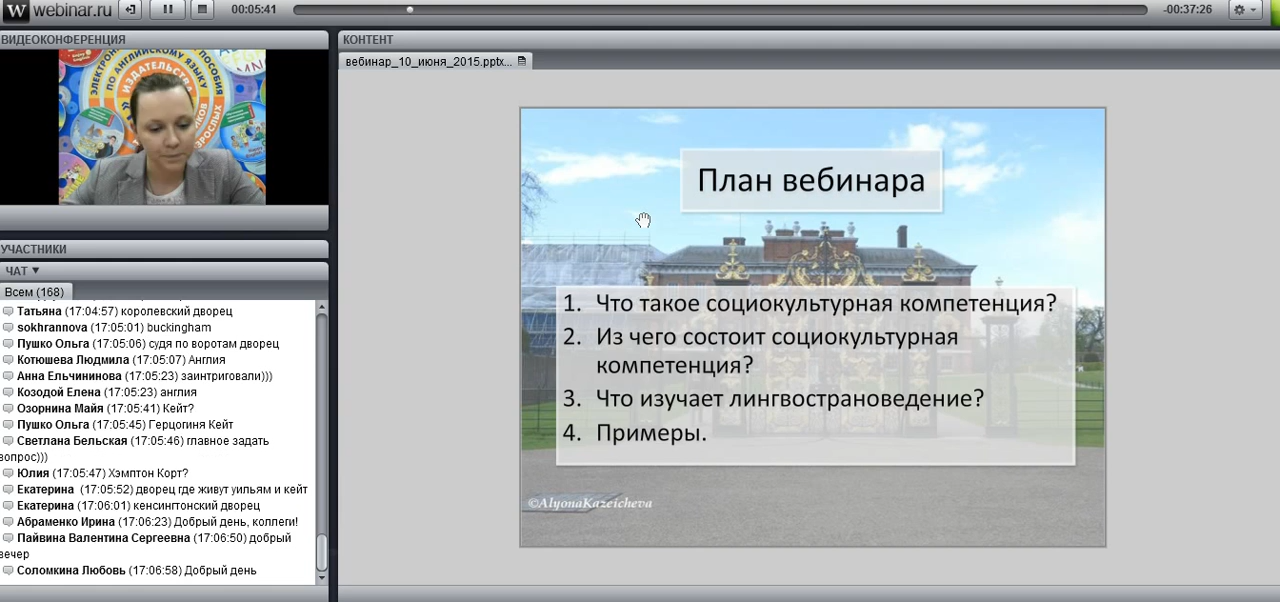 webinar.ru
00:05:41
-00:37:26
ВИДЕОКОНФЕРЕНЦИЯ
ЭЛЕКТРОН
ПО АНГЛИЙСКОМУ ЯЗЫКУ
ПОСОБИЯ
ИЗДАТЕЛЬСТВА
УЧАСТНИКИ
ЧАТ ▼
Всем (168)
Татьяна (17:04:57) королевский дворец
sokhrannova (17:05:01) buckingham
Пушко Ольга (17:05:06) судя по воротам дворец
Котюшева Людмила (17:05:07) Англия
Анна Ельчининова (17:05:23) заинтриговали)))
Козодой Елена (17:05:23) англия
Озорнина Майя (17:05:41) Кейт?
Пушко Ольга (17:05:45) Герцогиня Кейт
Светлана Бельская (17:05:46) главное задать
вопрос)))
Юлия (17:05:47) Хэмптон Корт?
Екатерина (17:05:52) дворец где живут уильям и кейт
Екатерина (17:06:01) кенсингтонский дворец
Абраменко Ирина (17:06:23) Добрый день, коллеги!
Пайвина Валентина Сергеевна (17:06:50) добрый
вечер
Соломкина Любовь (17:06:58) Добрый день
КОНТЕНТ
вебинар_10_июня_2015.pptx...
План вебинара
1. Что такое социокультурная компетенция?
2. Из чего состоит социокультурная
компетенция?
3. Что изучает лингвострановедение?
4. Примеры.
©AlyonaKazeicheva